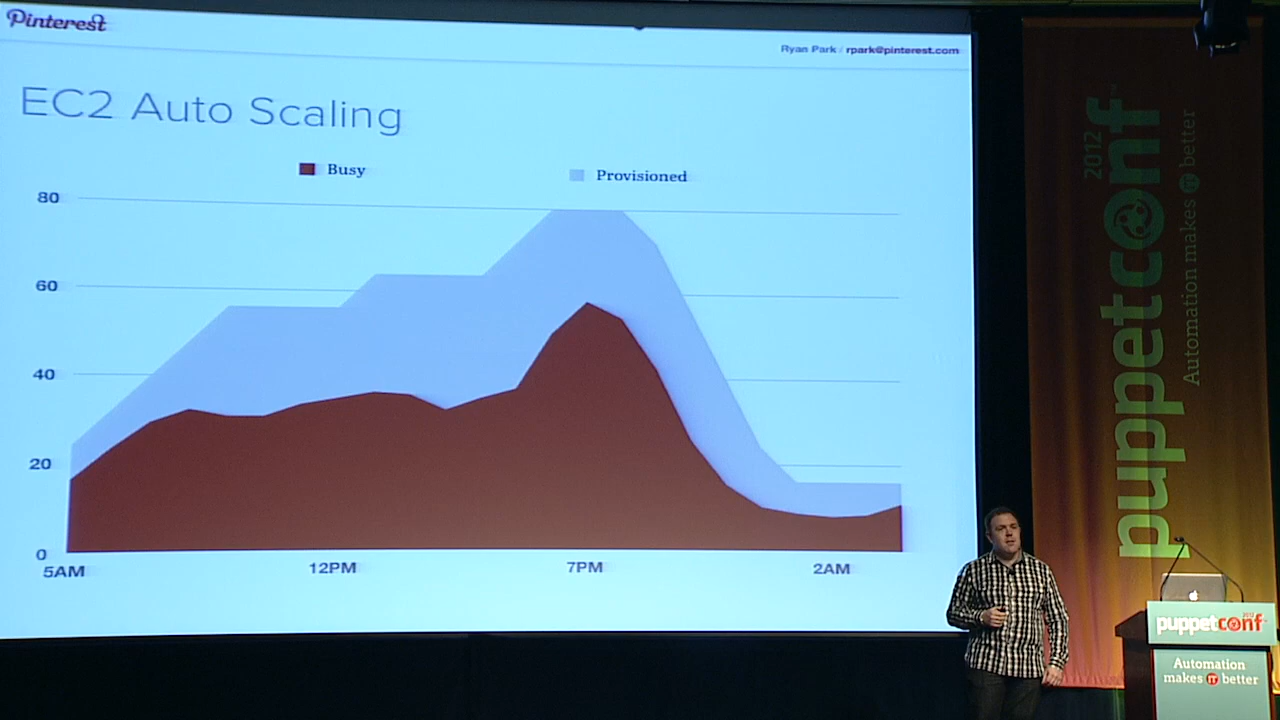 Pinterest
Ryan Park / rpark@pinterest.com
EC2 Auto Scaling
Busy
Provisioned
80
60
40
20
0
5AM
12PM
7PM
2AM
puppetconf 2012
Automation makes IT better
puppetconf 2012
Automation
makes IT better